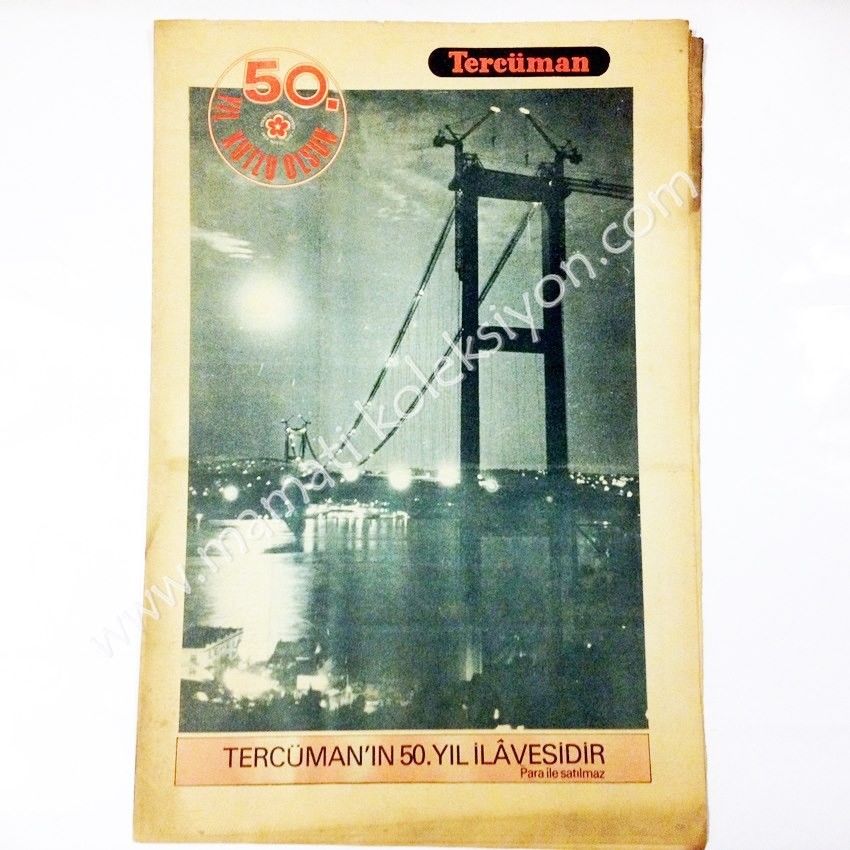 Tercüman
50.
YIL KUTLU OLSUN
www.mamatikoleksiyon.com
TERCÜMAN'IN 50.YIL İLÂVESİDİR
Para ile satılmaz